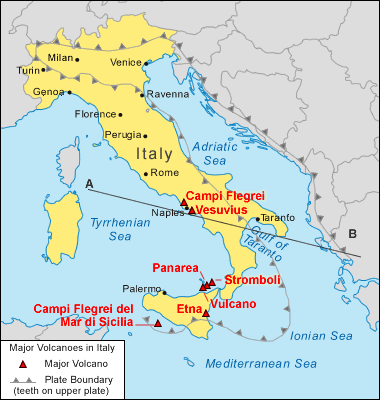 Milan
Venice
Turin
Genoa
Ravenna
Florence
Perugia
Adriatic
Sea
Italy
Rome
A
Campi Flegrei
Naples
Vesuvius
Taranto
Tyrrhenian
Sea
Gulf of
Taranto
B
Panarea
Stromboli
Palermo
Vulcano
Campi Flegrei del
Mar di Sicilia
Etna
Ionian Sea
Mediterranean Sea
Major Volcanoes in Italy
Major Volcano
Plate Boundary
(teeth on upper plate)